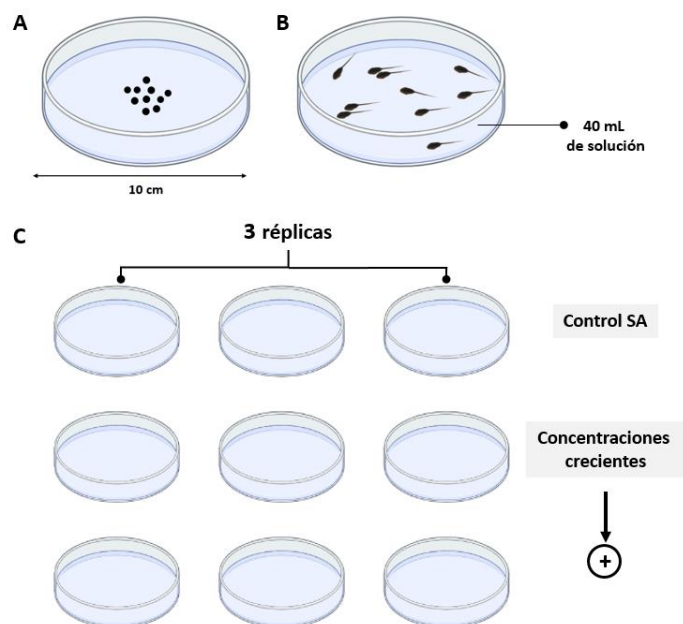 A
B
10 cm
40 mL
de solución
C
3 réplicas
Control SA
Concentraciones
crecientes
+